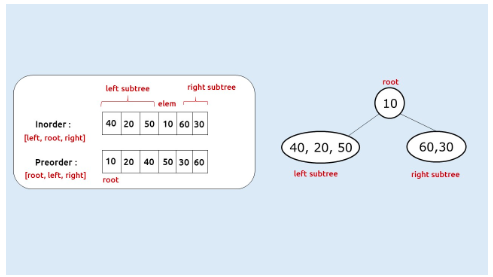 left subtree
right subtree
elem
Inorder :
40 20 50 10 60 30
[left, root, right]
Preorder :
10 20 40 50 30 60
[root, left, right]
root
root
10
40, 20, 50
60,30
left subtree
right subtree